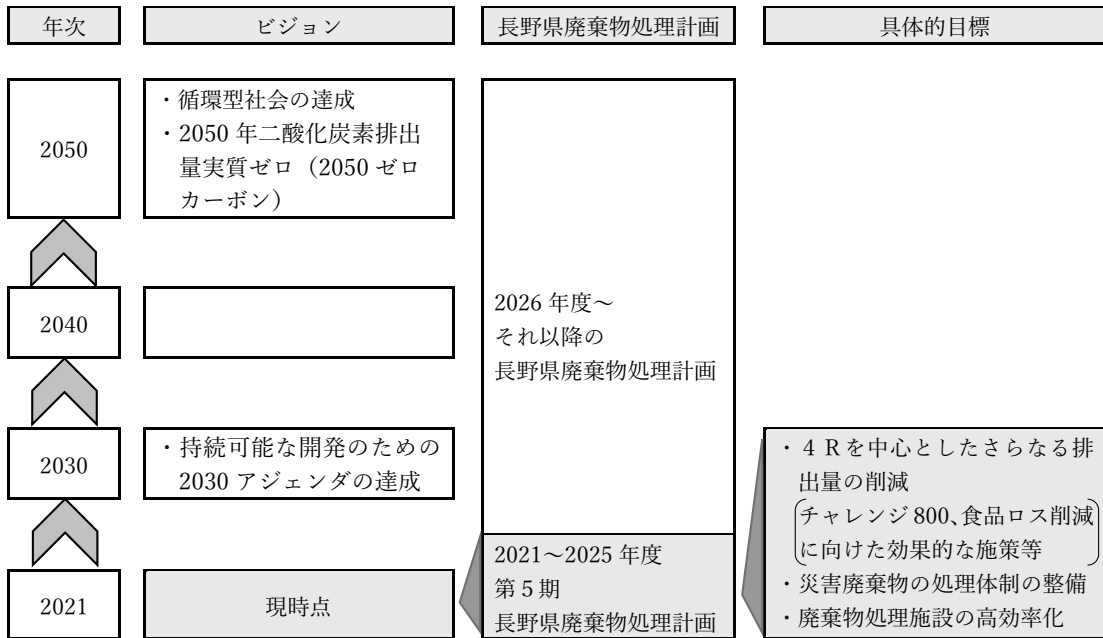 年次
ビジョン
長野県廃棄物処理計画
具体的目標
2050
・循環型社会の達成
・2050 年二酸化炭素排出
量実質ゼロ（2050 ゼロ
カーボン）
2040
2026 年度～
それ以降の
長野県廃棄物処理計画
2030
・持続可能な開発のための
2030 アジェンダの達成
2021
現時点
2021～2025 年度
第５期
長野県廃棄物処理計画
・４Ｒを中心としたさらなる排
出量の削減
チャレンジ 800、食品ロス削減
に向けた効果的な施策等
・災害廃棄物の処理体制の整備
・廃棄物処理施設の高効率化